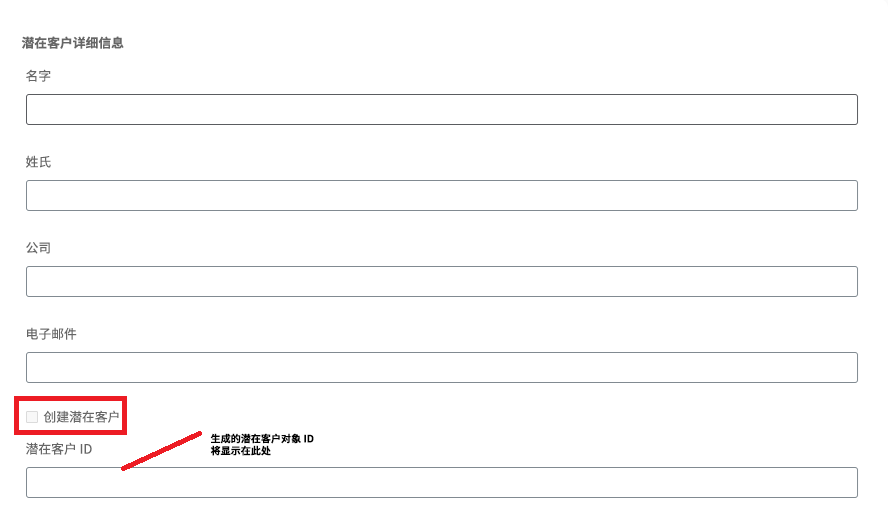 潜在客户详细信息
名字
姓氏
公司
电子邮件
创建潜在客户
生成的潜在客户对象 ID
将显示在此处
潜在客户 ID